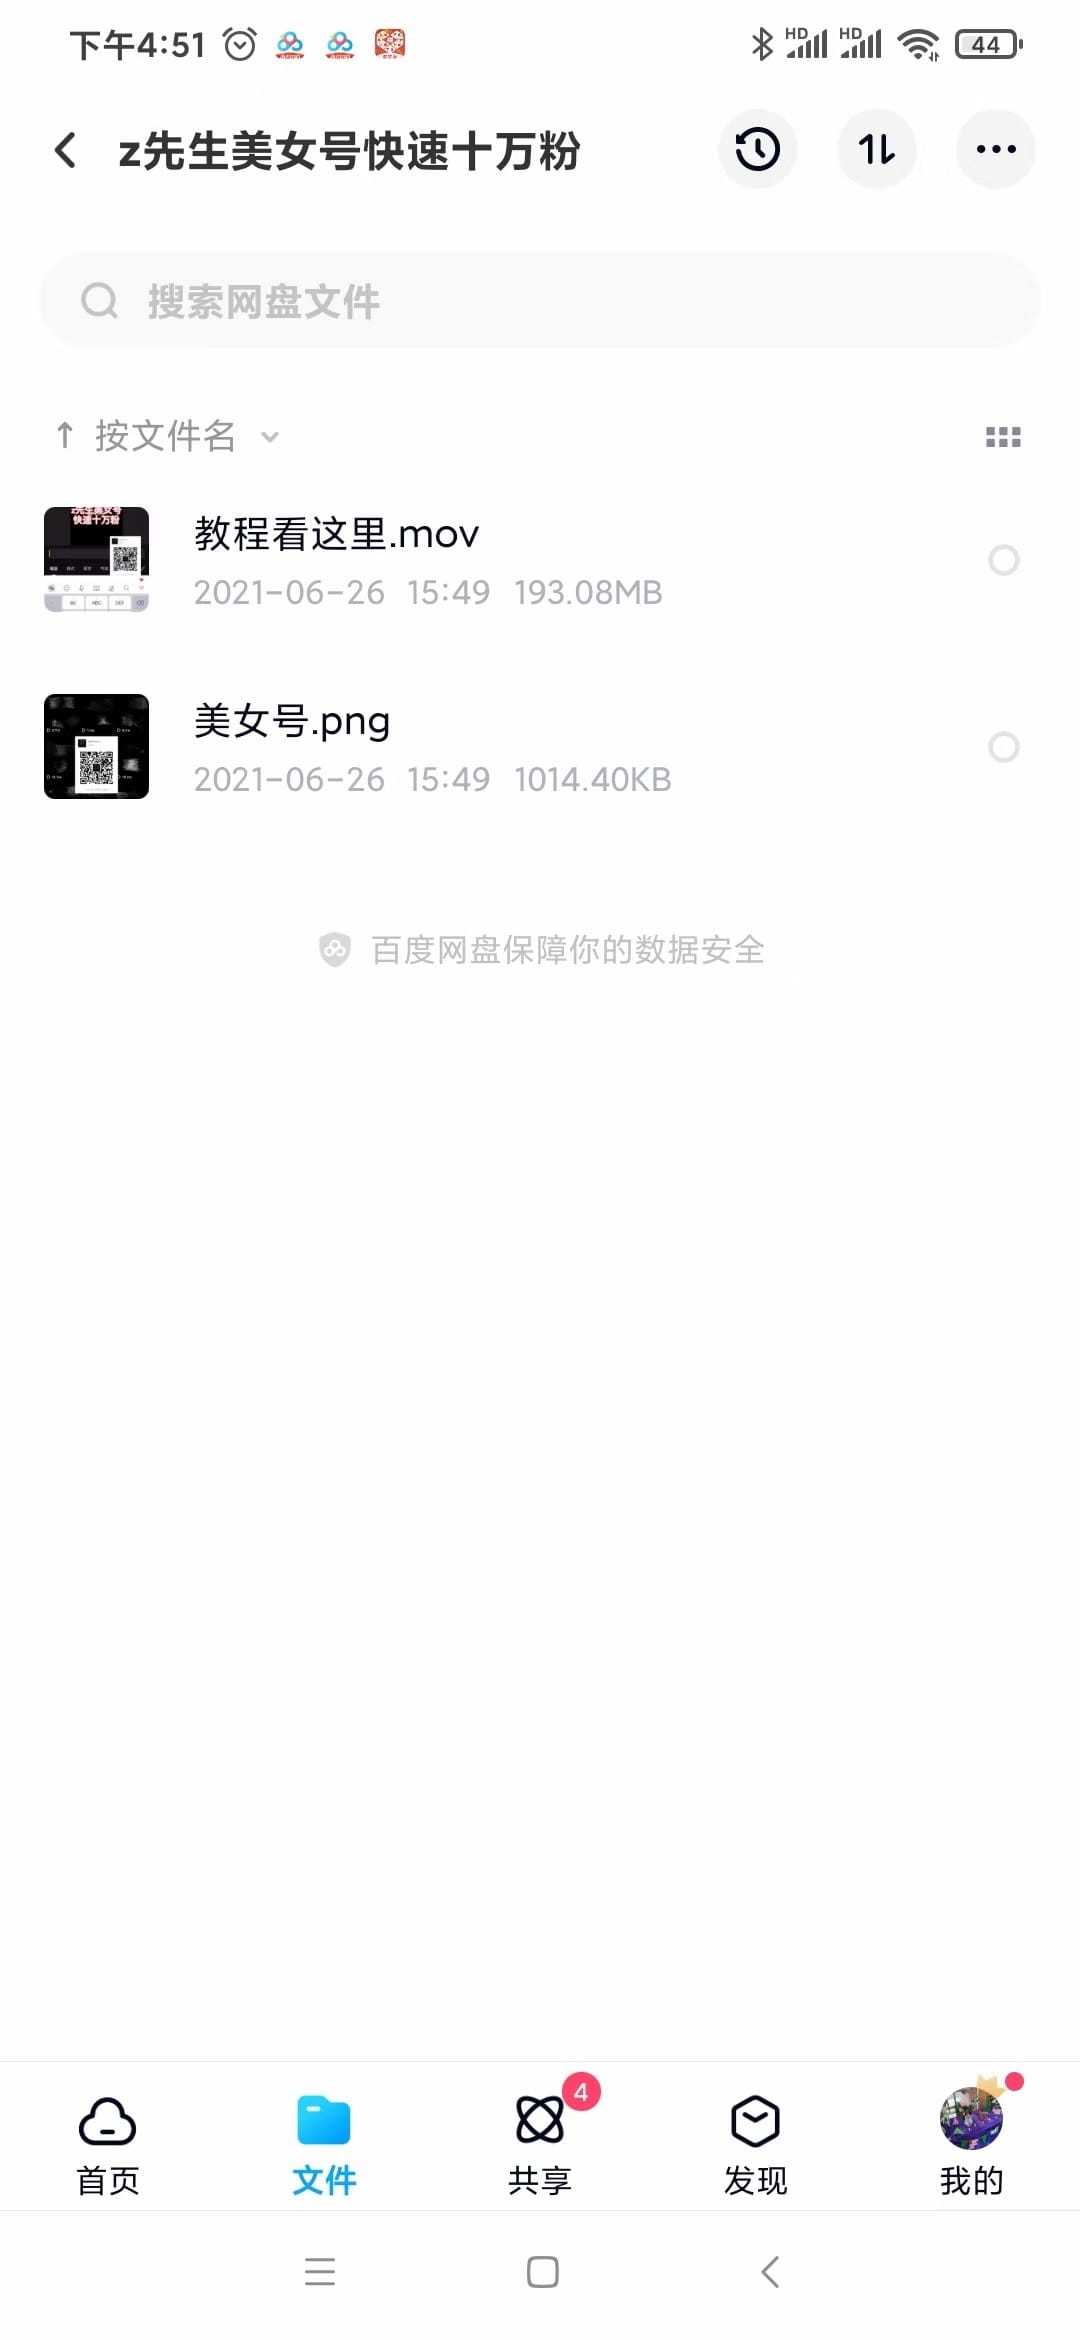 下午4:51
HD HD 44
z先生美女号快速十万粉
搜索网盘文件
按文件名
z先生美女号
快速十万粉
教程看这里.mov
2021-06-26 15:49 193.08MB
美女号.png
2021-06-26 15:49 1014.40KB
百度网盘保障你的数据安全
4
首页 文件 共享 发现 我的